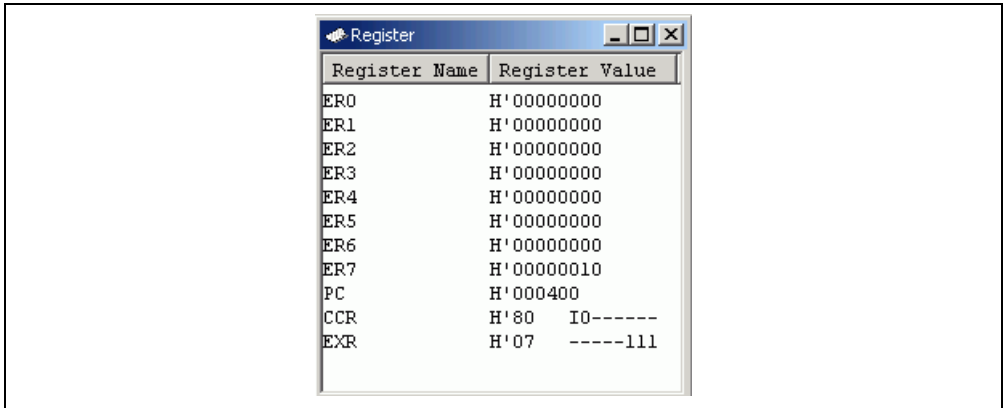 Register
Register Name Register Value
ER0 H'00000000
ER1 H'00000000
ER2 H'00000000
ER3 H'00000000
ER4 H'00000000
ER5 H'00000000
ER6 H'00000000
ER7 H'00000010
PC H'000400
CCR H'80 I0------
EXR H'07 -----111